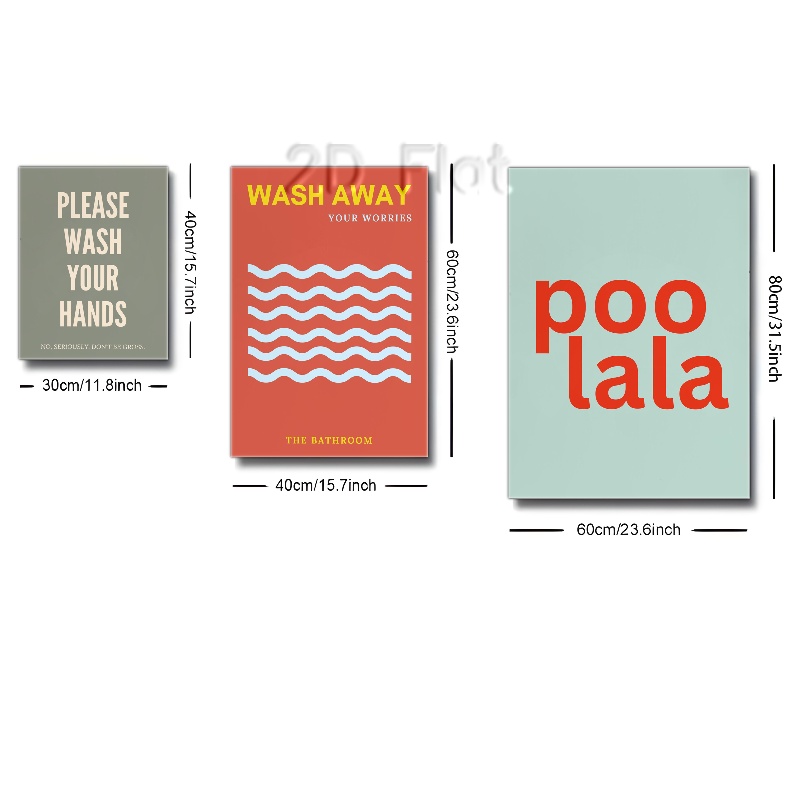 2D Flat
PLEASE
WASH
YOUR
HANDS
NO, SERIOUSLY. DON'T BE GROSS.
40cm/15.7inch
30cm/11.8inch
WASH AWAY
YOUR WORRIES
THE BATHROOM
60cm/23.6inch
40cm/15.7inch
poo
lala
80cm/31.5inch
60cm/23.6inch